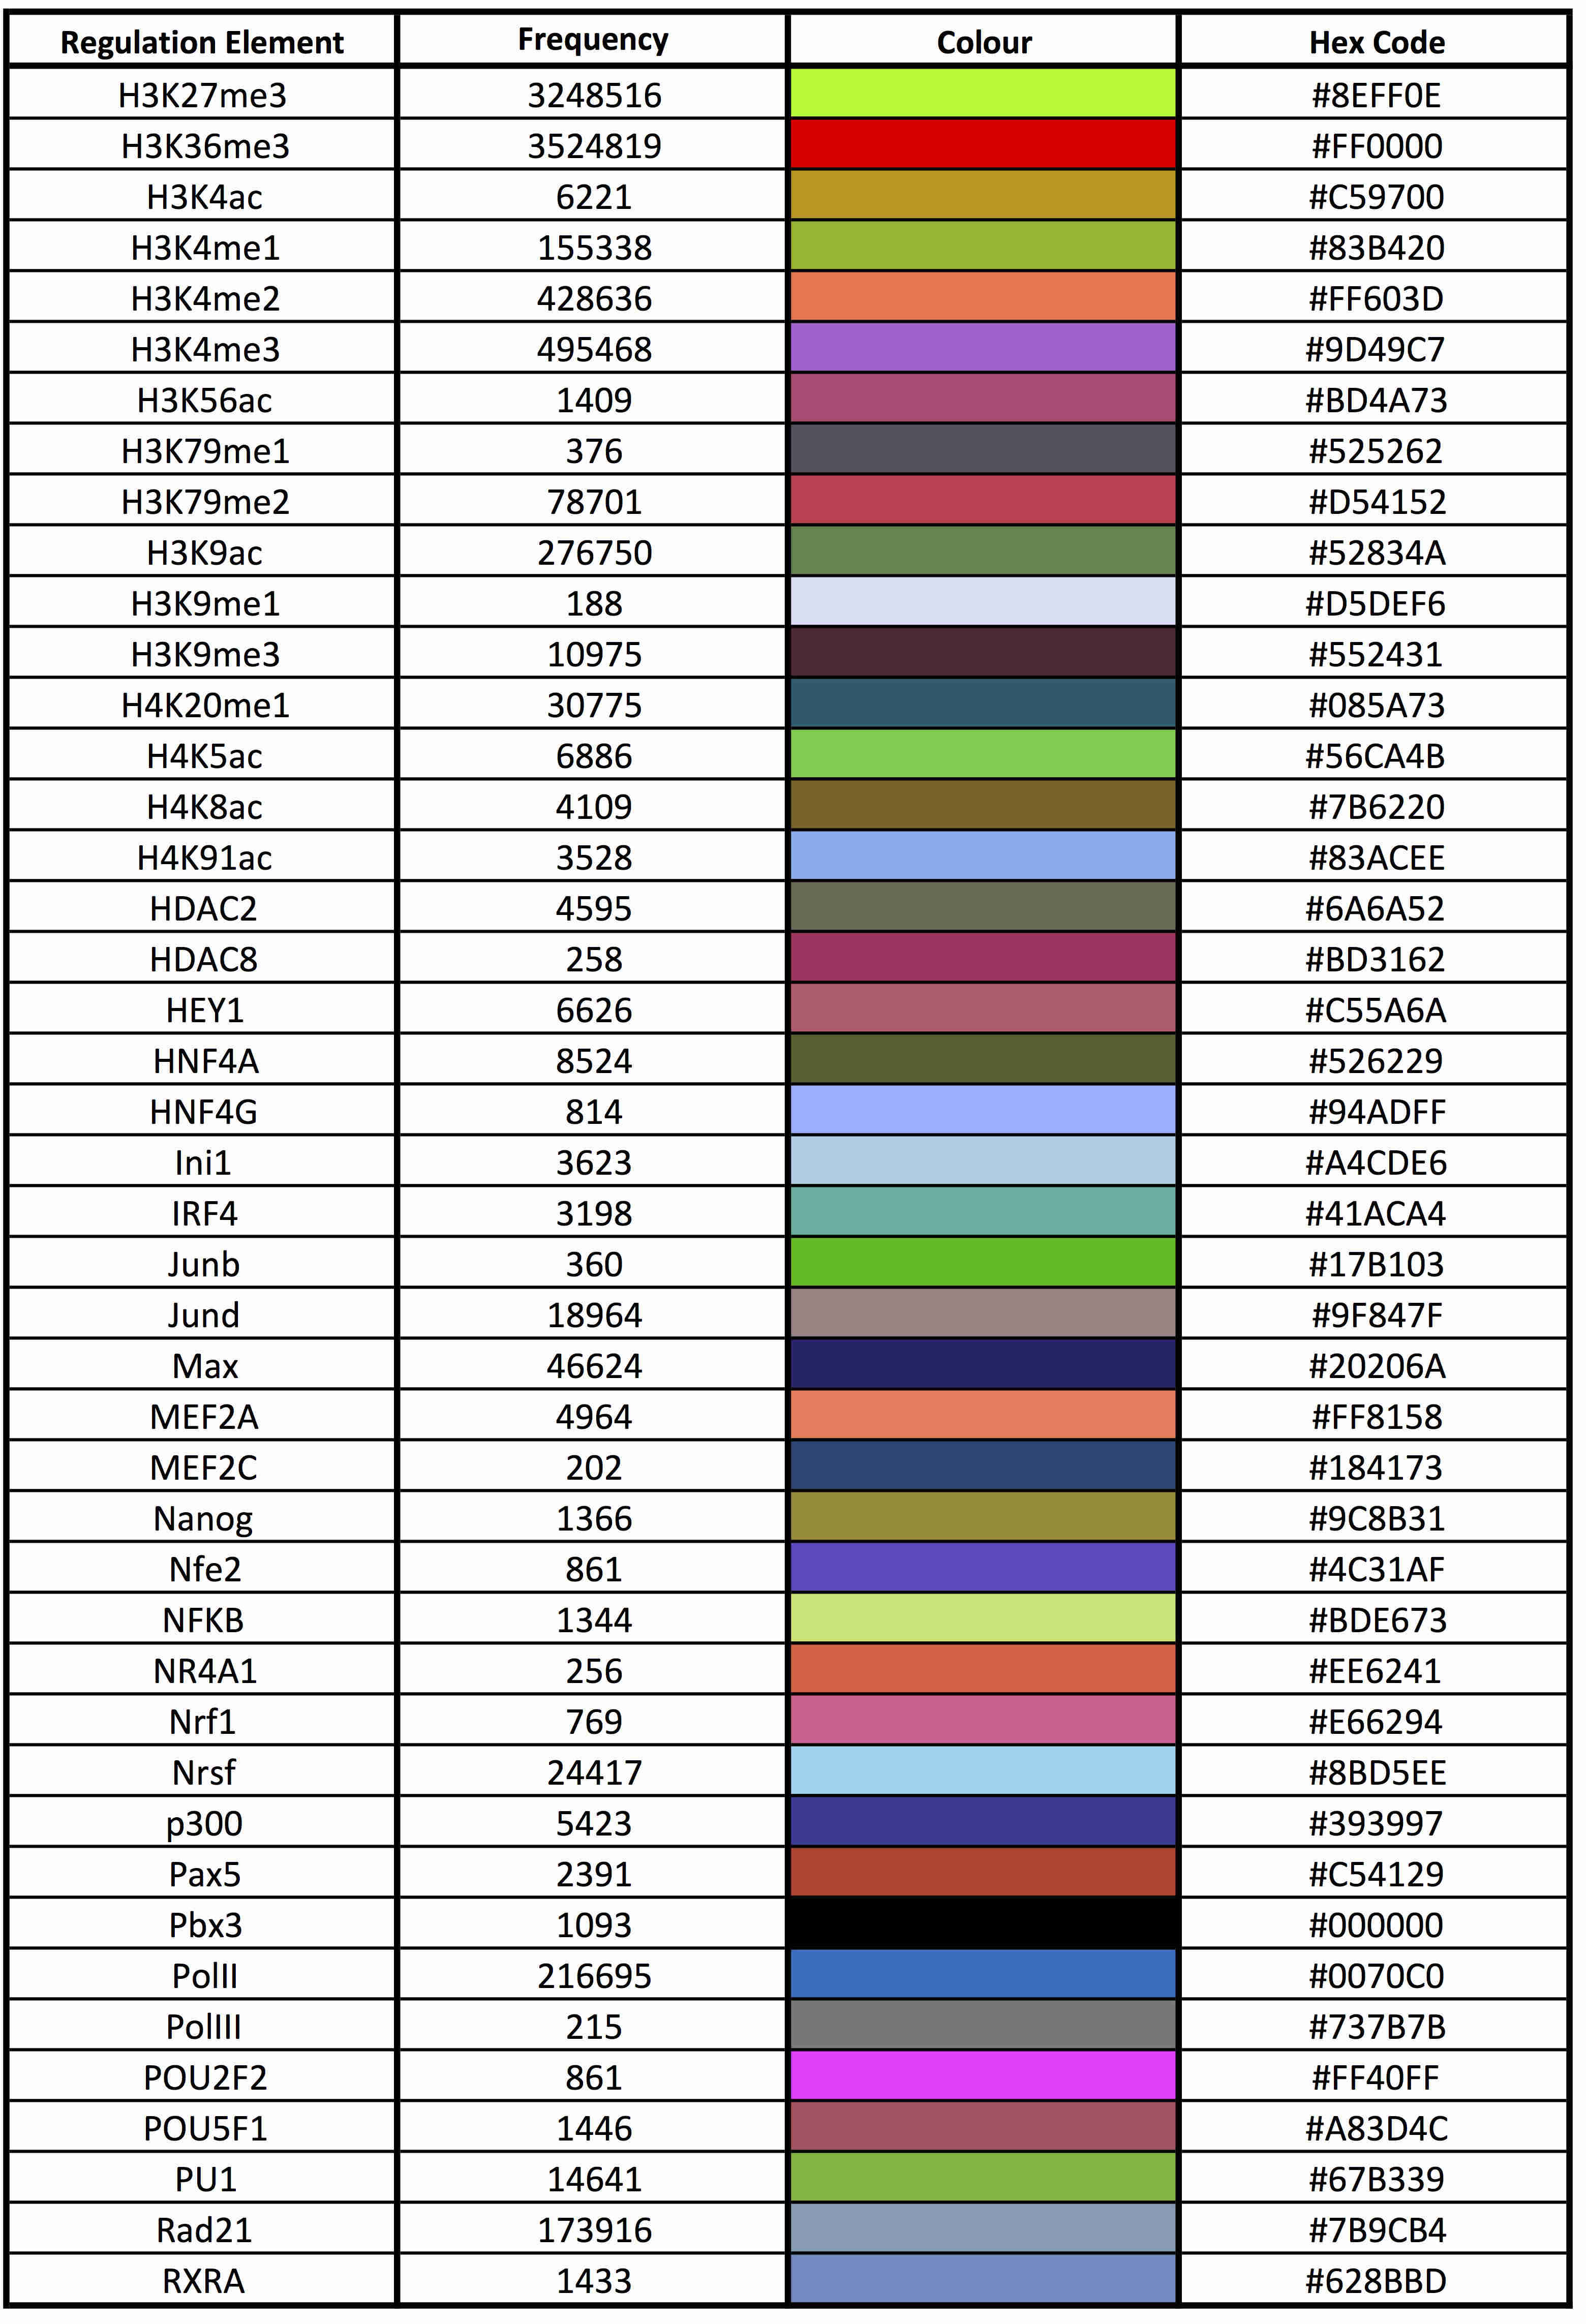 Regulation Element Frequency Colour Hex Code
H3K27me3 3248516 #8EFF0E
H3K36me3 3524819 #FF0000
H3K4ac 6221 #C59700
H3K4me1 155338 #83B420
H3K4me2 428636 #FF603D
H3K4me3 495468 #9D49C7
H3K56ac 1409 #BD4A73
H3K79me1 376 #525262
H3K79me2 78701 #D54152
H3K9ac 276750 #52834A
H3K9me1 188 #D5DEF6
H3K9me3 10975 #552431
H4K20me1 30775 #085A73
H4K5ac 6886 #56CA4B
H4K8ac 4109 #7B6220
H4K91ac 3528 #83ACEE
HDAC2 4595 #6A6A52
HDAC8 258 #BD3162
HEY1 6626 #C55A6A
HNF4A 8524 #526229
HNF4G 814 #94ADFF
Ini1 3623 #A4CDE6
IRF4 3198 #41ACA4
Junb 360 #17B103
Jund 18964 #9F847F
Max 46624 #20206A
MEF2A 4964 #FF8158
MEF2C 202 #184173
Nanog 1366 #9C8B31
Nfe2 861 #4C31AF
NFKB 1344 #BDE673
NR4A1 256 #EE6241
Nrf1 769 #E66294
Nrsf 24417 #8BD5EE
p300 5423 #393997
Pax5 2391 #C54129
Pbx3 1093 #000000
PolII 216695 #0070C0
PolIII 215 #737B7B
POU2F2 861 #FF40FF
POU5F1 1446 #A83D4C
PU1 14641 #67B339
Rad21 173916 #7B9CB4
RXRA 1433 #628BBD